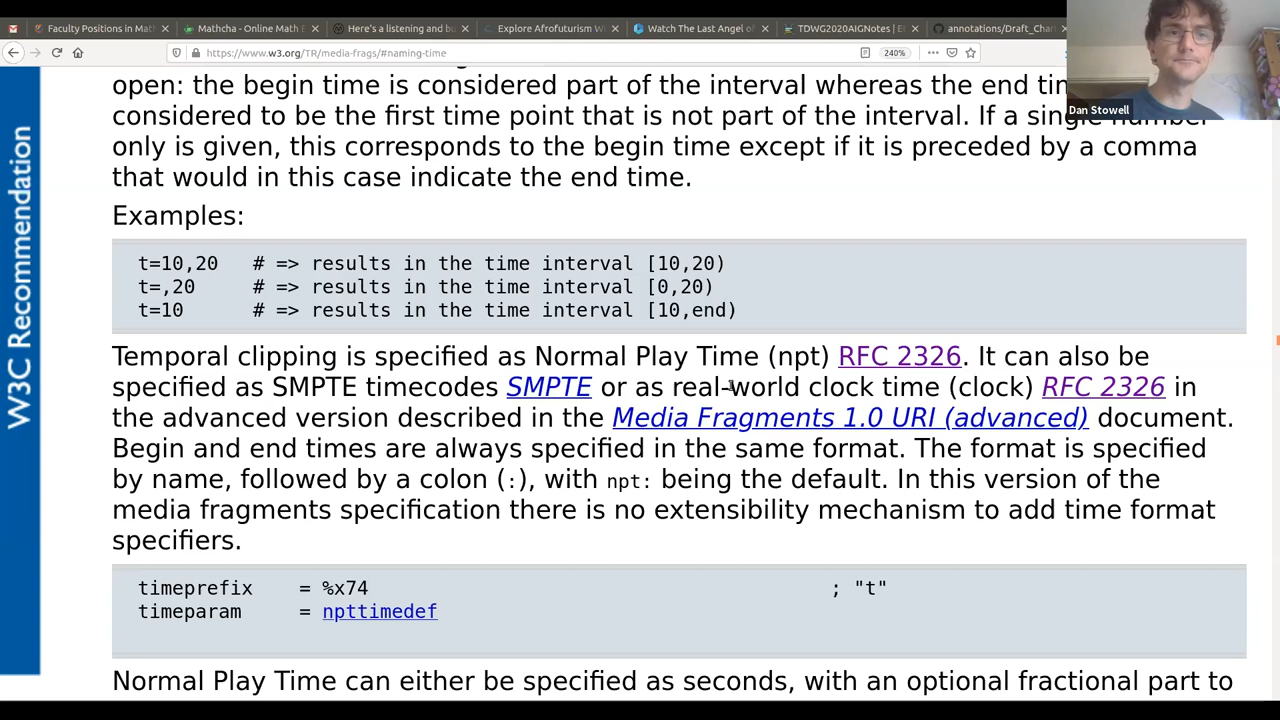 Faculty Positions in Math
Mathcha - Online Math E
Here's a listening and bu
Explore Afrofuturism Wi
Watch The Last Angel of
TDWG2020AIGNotes | Et
annotations/Draft_Char
https://www.w3.org/TR/media-frags/#naming-time
240%
Dan Stowell
W3C Recommendation
open: the begin time is considered part of the interval whereas the end tim
considered to be the first time point that is not part of the interval. If a single number
only is given, this corresponds to the begin time except if it is preceded by a comma
that would in this case indicate the end time.
Examples:
t=10,20 # => results in the time interval [10,20)
t=,20 # => results in the time interval [0,20)
t=10 # => results in the time interval [10,end)
Temporal clipping is specified as Normal Play Time (npt) RFC 2326. It can also be
specified as SMPTE timecodes SMPTE or as real-world clock time (clock) RFC 2326 in
the advanced version described in the Media Fragments 1.0 URI (advanced) document.
Begin and end times are always specified in the same format. The format is specified
by name, followed by a colon (:), with npt: being the default. In this version of the
media fragments specification there is no extensibility mechanism to add time format
specifiers.
timeprefix = %x74 ; "t"
timeparam = npttimedef
Normal Play Time can either be specified as seconds, with an optional fractional part to